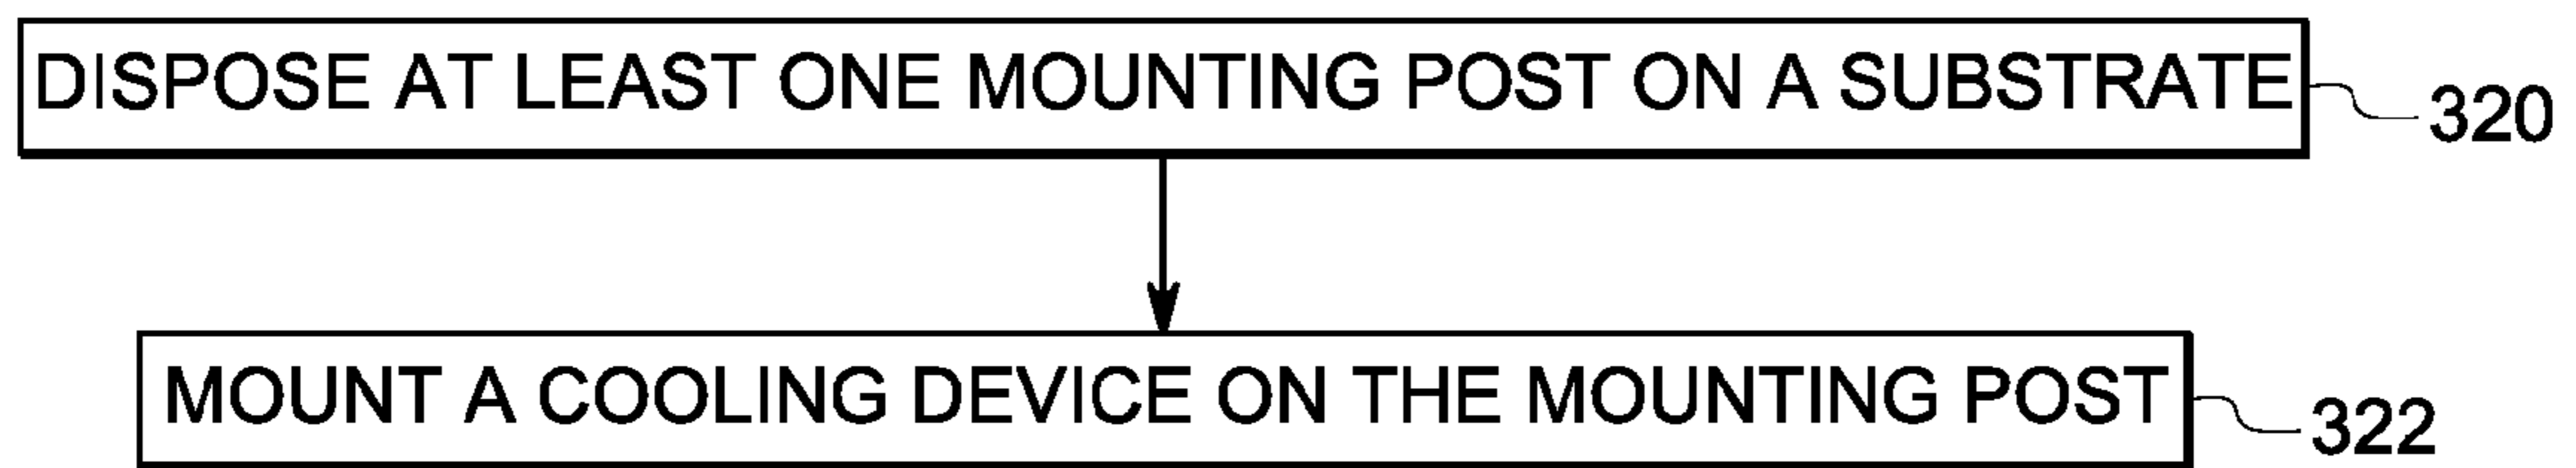 DISPOSE AT LEAST ONE MOUNTING POST ON A SUBSTRATE
320
MOUNT A COOLING DEVICE ON THE MOUNTING POST
322